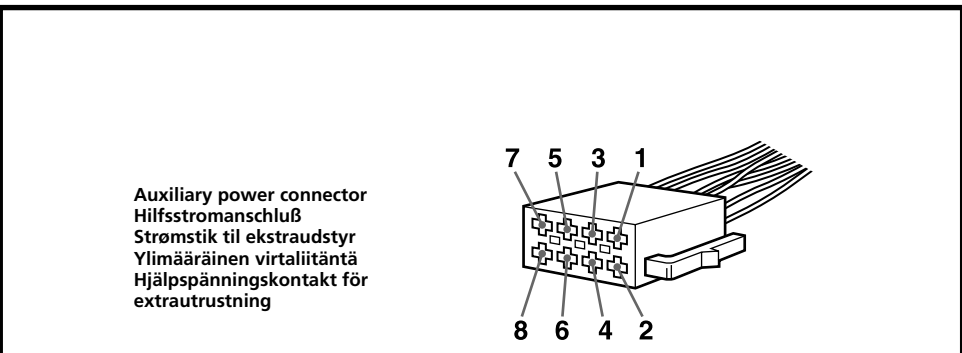 7 5 3 1
Auxiliary power connector
Hilfsstromanschluß
Strømstik til ekstraudstyr
Ylimääräinen virtaliitäntä
Hjälpspänningskontakt för
extrautrustning
8 6 4 2